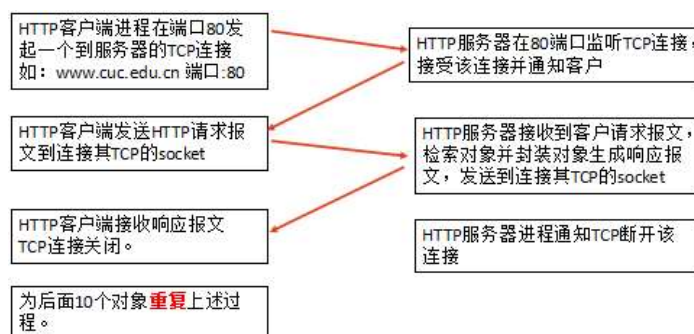 HTTP客户端进程在端口80发
起一个到服务器的TCP连接
如：www.cuc.edu.cn 端口:80
HTTP服务器在80端口监听TCP连接，
接受该连接并通知客户
HTTP客户端发送HTTP请求报
文到连接其TCP的socket
HTTP服务器接收到客户请求报文，
检索对象并封装对象生成响应报
文，发送到连接其TCP的socket
HTTP客户端接收响应报文
TCP连接关闭。
HTTP服务器进程通知TCP断开该
连接
为后面10个对象重复上述过
程。